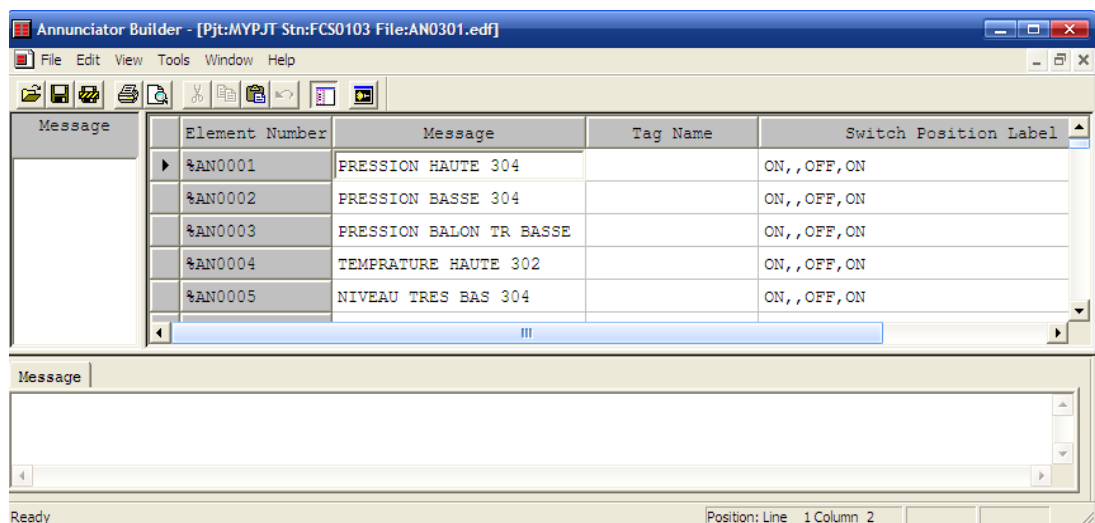 Annunciator Builder - [Pjt:MYPJT Stn:FCS0103 File:AN0301.edf]
File Edit View Tools Window Help
Message
Element Number Message Tag Name Switch Position Label
%AN0001 PRESSION HAUTE 304 ON,,OFF,ON
%AN0002 PRESSION BASSE 304 ON,,OFF,ON
%AN0003 PRESSION BALON TR BASSE ON,,OFF,ON
%AN0004 TEMPRATURE HAUTE 302 ON,,OFF,ON
%AN0005 NIVEAU TRES BAS 304 ON,,OFF,ON
Message
Ready Position: Line 1 Column 2